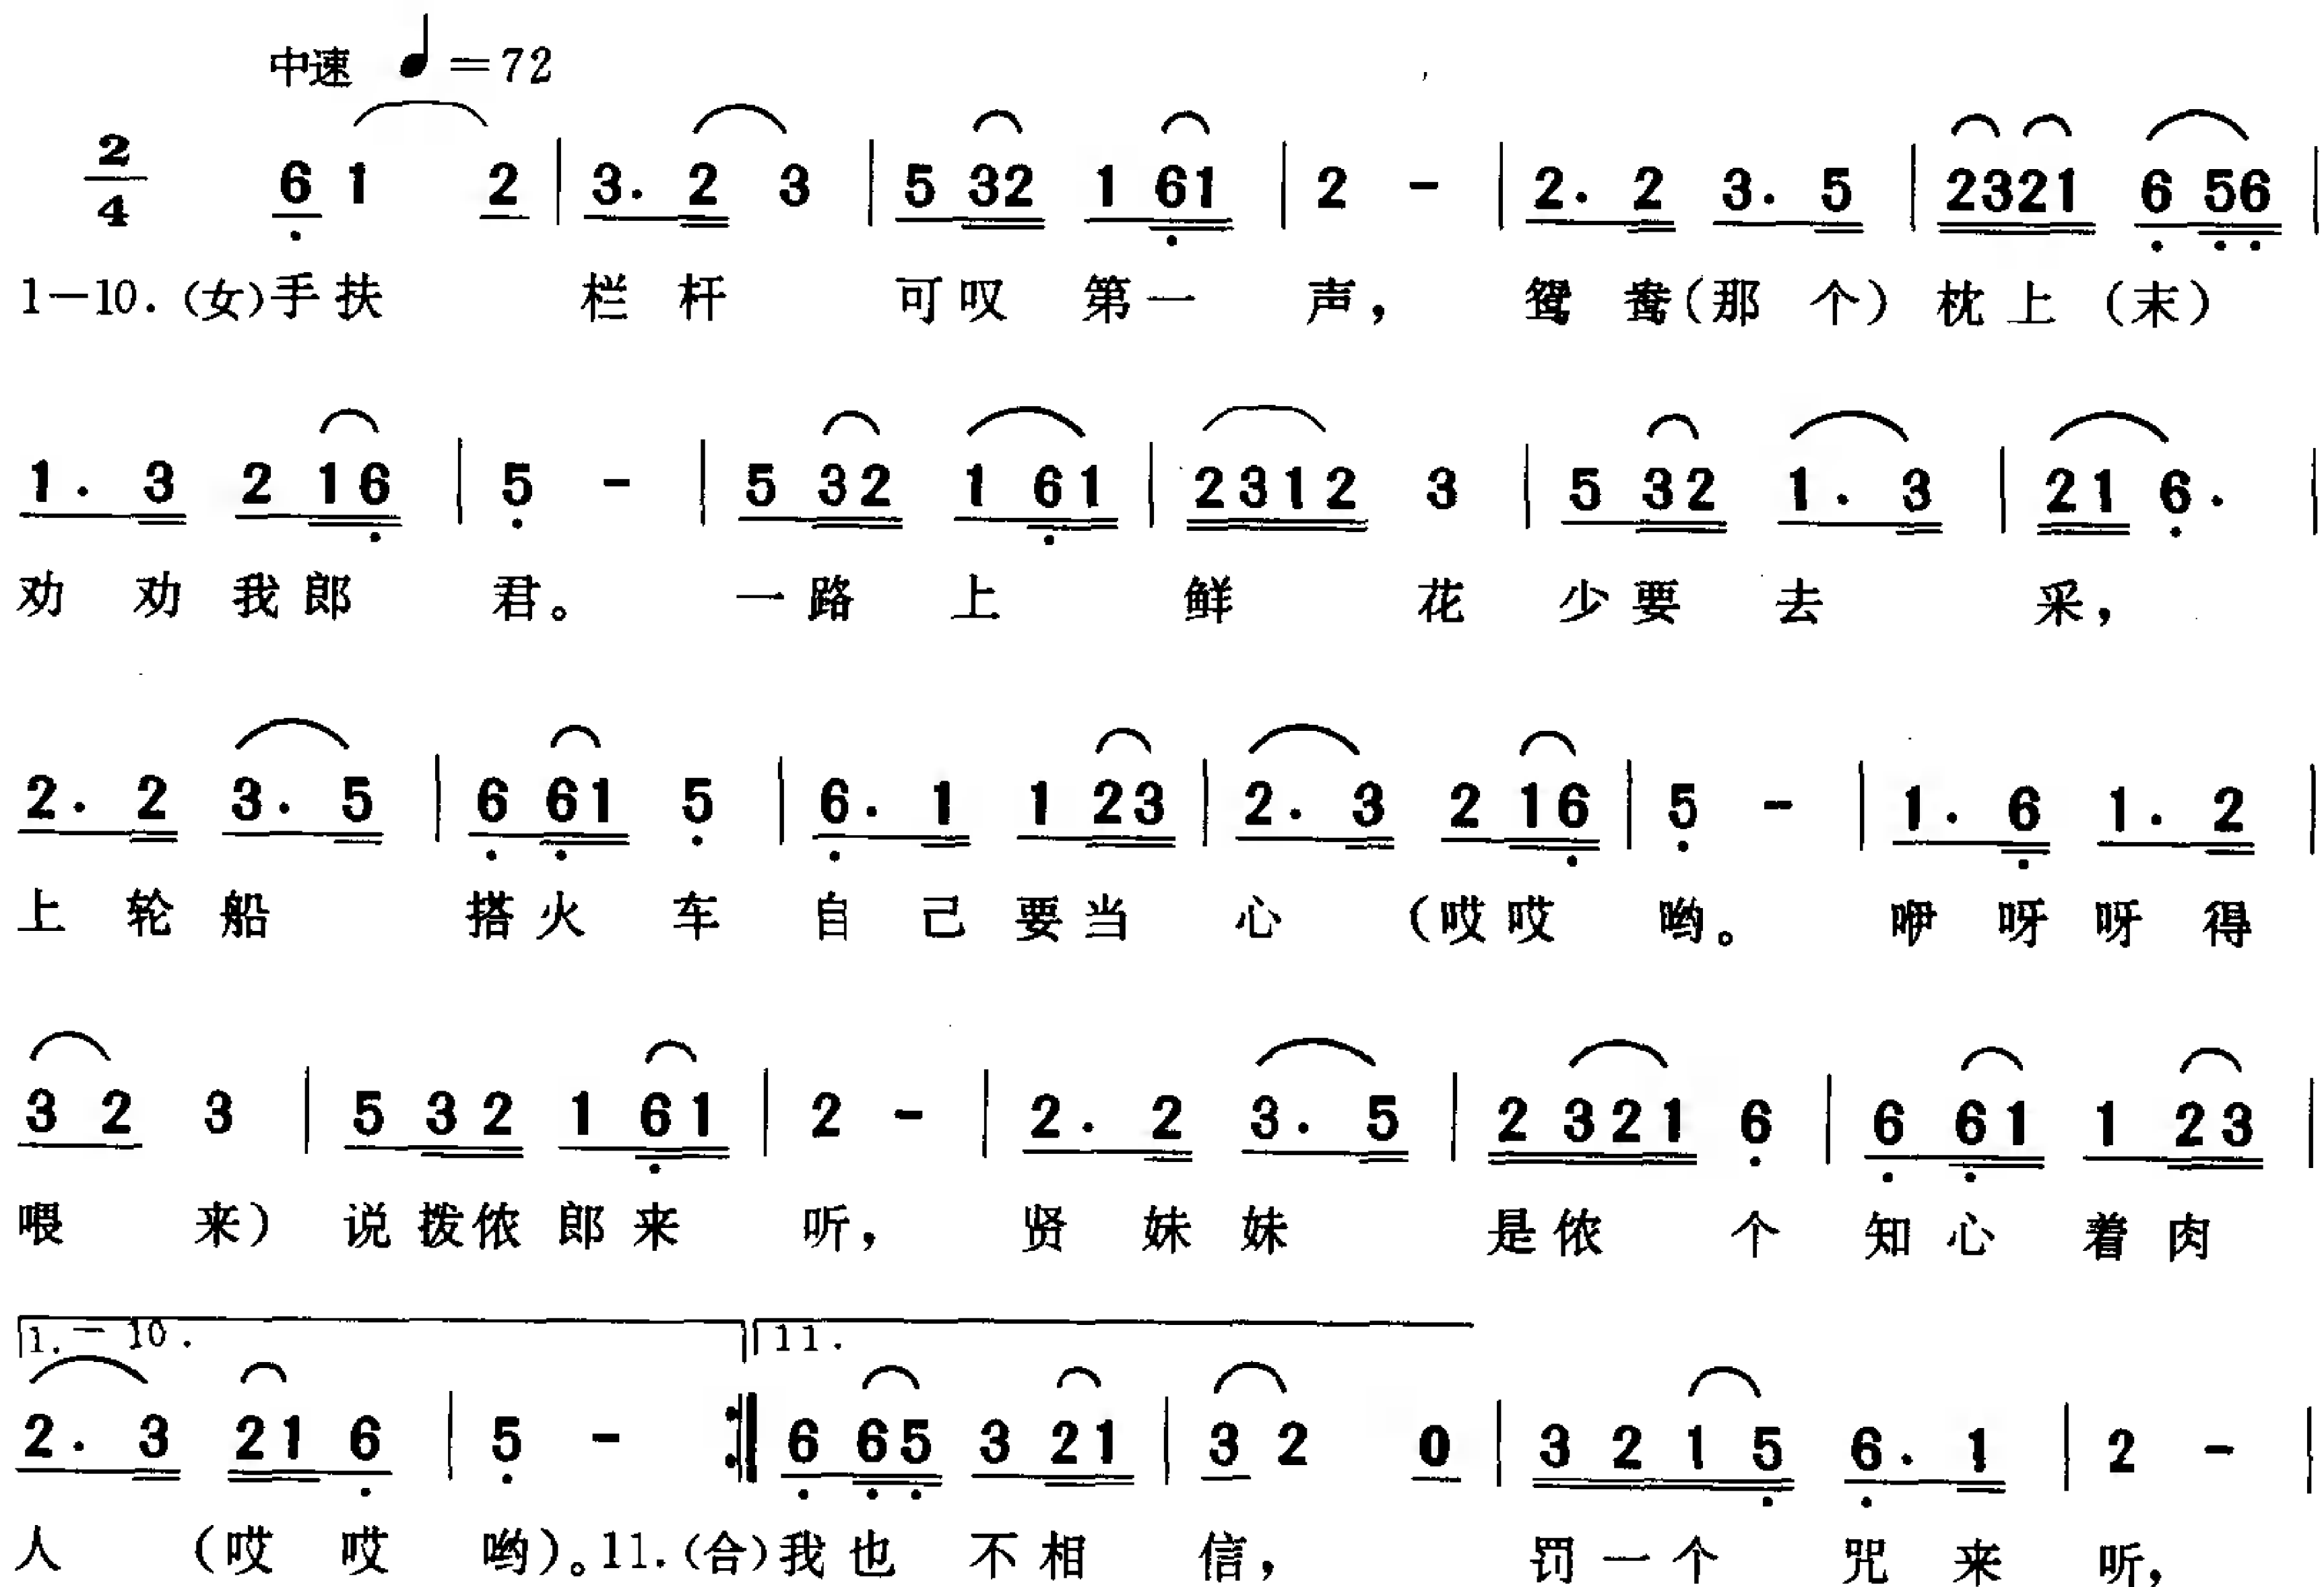 中速 ♩=72
2/4 6 1 2 | 3. 2 3 | 5 32 1 61 | 2 - | 2. 2 3. 5 | 2321 6 56 |
1-10. (女)手扶 栏 杆 可叹 第一 声， 鸳 鸯(那 个) 枕上 (末)
1. 3 2 16 | 5 - | 5 32 1 61 | 2312 3 | 5 32 1. 3 | 21 6. |
劝 劝 我郎 君。 一路 上 鲜 花 少要 去 采，
2. 2 3. 5 | 6 61 5 | 6. 1 1 23 | 2. 3 2 16 | 5 - | 1. 6 1. 2 |
上 轮 船 搭火 车 自 己 要当 心 (哎哎 哟。 咿 呀 呀 得
3 2 3 | 5 32 1 61 | 2 - | 2. 2 3. 5 | 2321 6 | 6 61 1 23 |
喂 来) 说拨侬 郎来 听， 贤 妹 妹 是侬 个 知心 着肉
1.-10. 11.
2. 3 21 6 | 5 - :‖ 6 65 3 21 | 3 2 0 | 3215 6. 1 | 2 - |
人 (哎 哎 哟)。11.(合)我也 不相 信， 罚一个 咒 来 听，